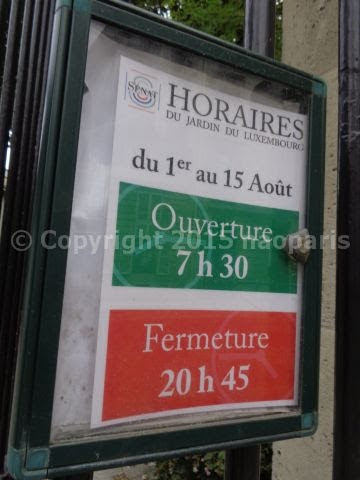 SÉNAT
HORAIRES
DU JARDIN DU LUXEMBOURG
du 1er au 15 Août
Ouverture
7 h 30
Fermeture
20 h 45
© Copyright 2015 naoparis